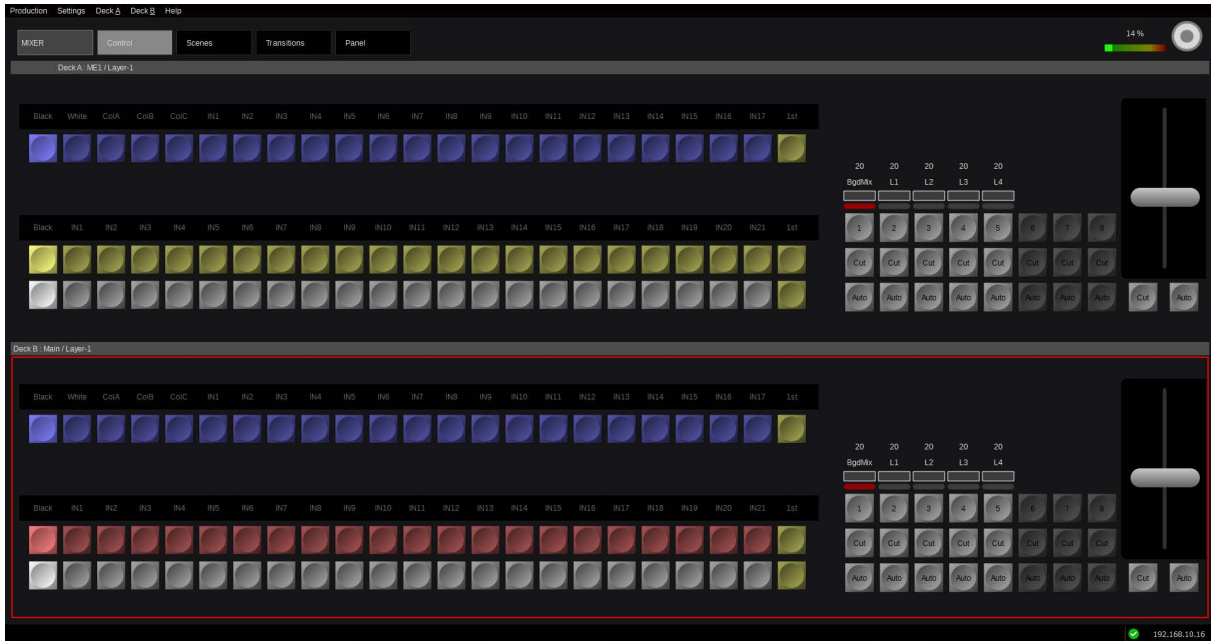 Production Settings Deck A Deck B Help
MIXER Control Scenes Transitions Panel 14 %
Deck A : ME1 / Layer-1
Black White ColA ColB ColC IN1 IN2 IN3 IN4 IN5 IN6 IN7 IN8 IN9 IN10 IN11 IN12 IN13 IN14 IN15 IN16 IN17 1st
20 20 20 20 20
BgdMix L1 L2 L3 L4
Black IN1 IN2 IN3 IN4 IN5 IN6 IN7 IN8 IN9 IN10 IN11 IN12 IN13 IN14 IN15 IN16 IN17 IN18 IN19 IN20 IN21 1st
1 2 3 4 5 6 7 8
Cut Cut Cut Cut Cut Cut Cut Cut
Auto Auto Auto Auto Auto Auto Auto Auto Cut Auto
Deck B : Main / Layer-1
Black White ColA ColB ColC IN1 IN2 IN3 IN4 IN5 IN6 IN7 IN8 IN9 IN10 IN11 IN12 IN13 IN14 IN15 IN16 IN17 1st
20 20 20 20 20
BgdMix L1 L2 L3 L4
Black IN1 IN2 IN3 IN4 IN5 IN6 IN7 IN8 IN9 IN10 IN11 IN12 IN13 IN14 IN15 IN16 IN17 IN18 IN19 IN20 IN21 1st
1 2 3 4 5 6 7 8
Cut Cut Cut Cut Cut Cut Cut Cut
Auto Auto Auto Auto Auto Auto Auto Auto Cut Auto
192.168.10.16